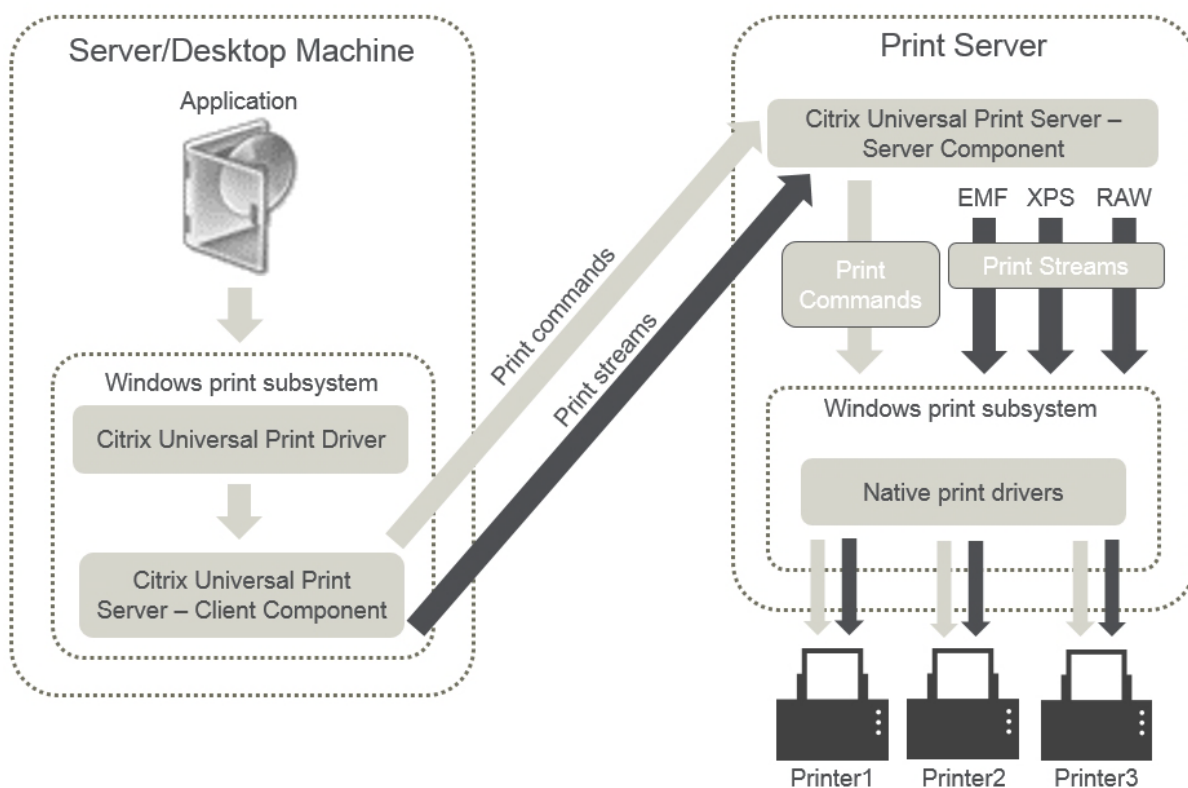 Server/Desktop Machine
Application
Windows print subsystem
Citrix Universal Print Driver
Citrix Universal Print
Server – Client Component
Print commands
Print streams
Print Server
Citrix Universal Print Server –
Server Component
EMF XPS RAW
Print
Commands
Print Streams
Windows print subsystem
Native print drivers
Printer1 Printer2 Printer3